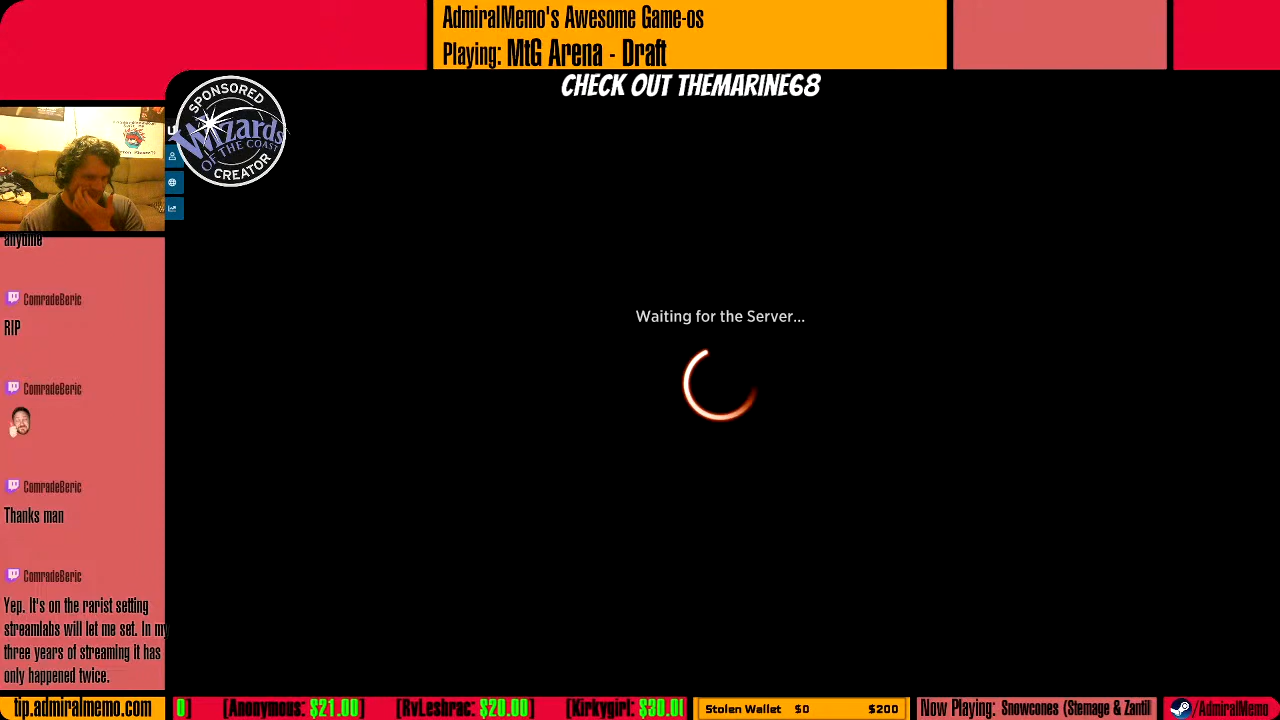 AdmiralMemo's Awesome Game-os
Playing: MtG Arena - Draft
CHECK OUT THEMARINE68
SPONSORED
Wizards
OF THE COAST
CREATOR
anytime
ComradeBeric
RIP
ComradeBeric
ComradeBeric
Thanks man
ComradeBeric
Yep. It's on the rarist setting
streamlabs will let me set. In my
three years of streaming it has
only happened twice.
Waiting for the Server...
tip.admiralmemo.com
0] [Anonymous: $21.00] [RvLeshrac: $20.00] [Kirkygirl: $30.0
Stolen Wallet $0 $200
Now Playing: Snowcones (Stemage & Zantil
/AdmiralMemo